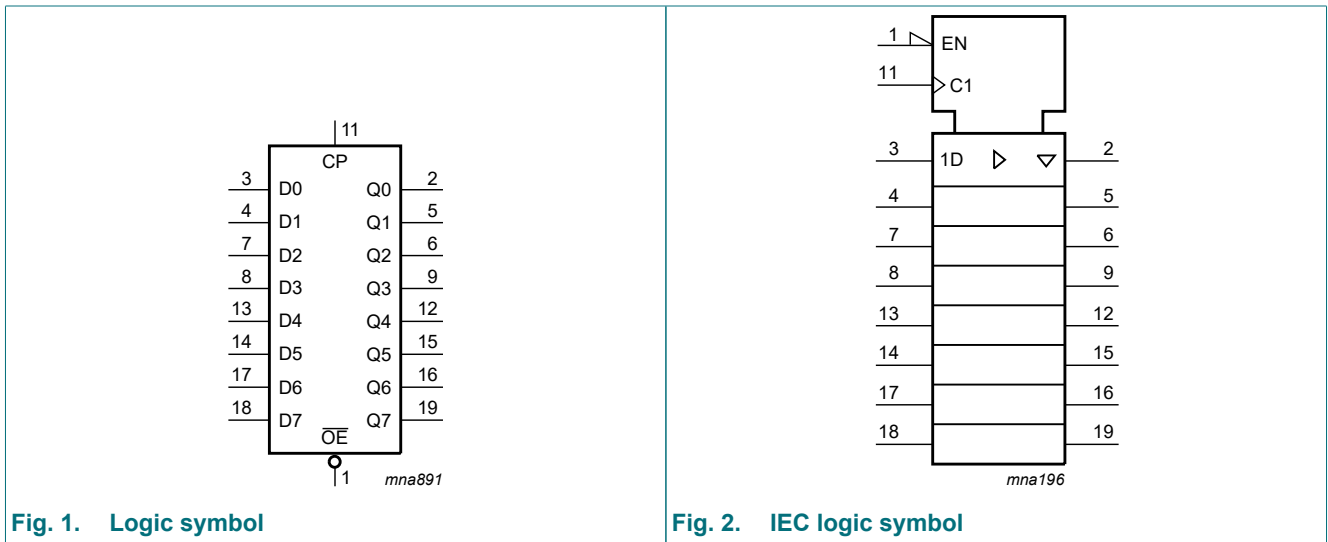 11
CP
3 D0 Q0 2
4 D1 Q1 5
7 D2 Q2 6
8 D3 Q3 9
13 D4 Q4 12
14 D5 Q5 15
17 D6 Q6 16
18 D7 Q7 19
OE
1 mna891
Fig. 1. Logic symbol
1 EN
11 C1
3 1D 2
4 5
7 6
8 9
13 12
14 15
17 16
18 19
mna196
Fig. 2. IEC logic symbol